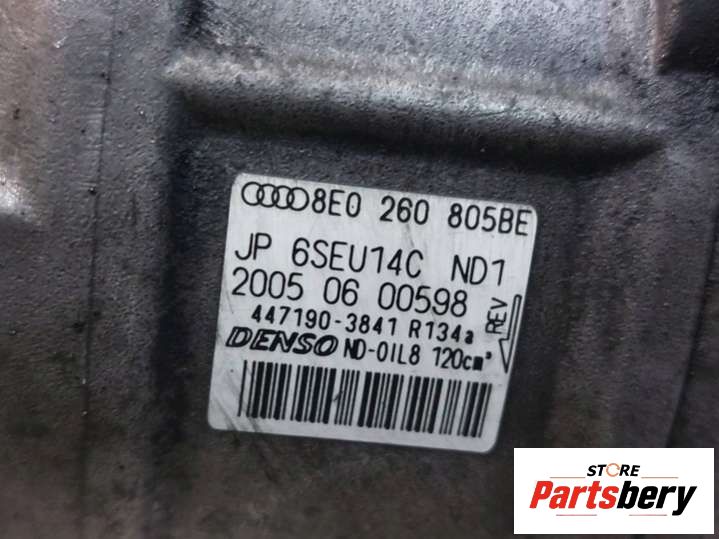 8E0 260 805BE
JP 6SEU14C ND1
2005 06 00598
447190-3841 R134a
REV
DENSO ND-OIL8 120cm³
STORE
Partsbery